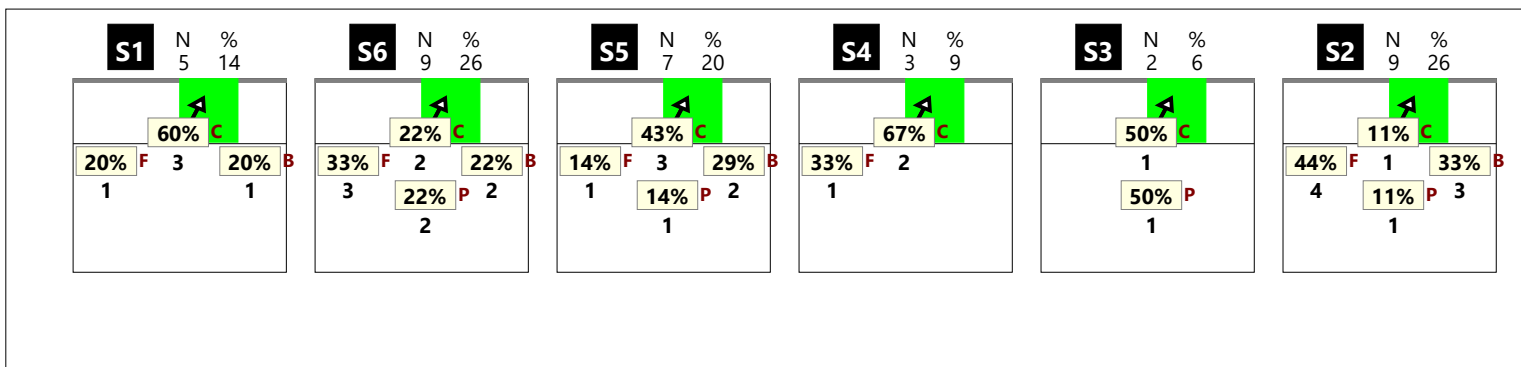 S1 N % 5 14
60% C
3
20% F
1
20% B
1
S6 N % 9 26
22% C
2
33% F
3
22% B
2
22% P
2
S5 N % 7 20
43% C
3
14% F
1
29% B
2
14% P
1
S4 N % 3 9
67% C
2
33% F
1
S3 N % 2 6
50% C
1
50% P
1
S2 N % 9 26
11% C
1
44% F
4
33% B
3
11% P
1